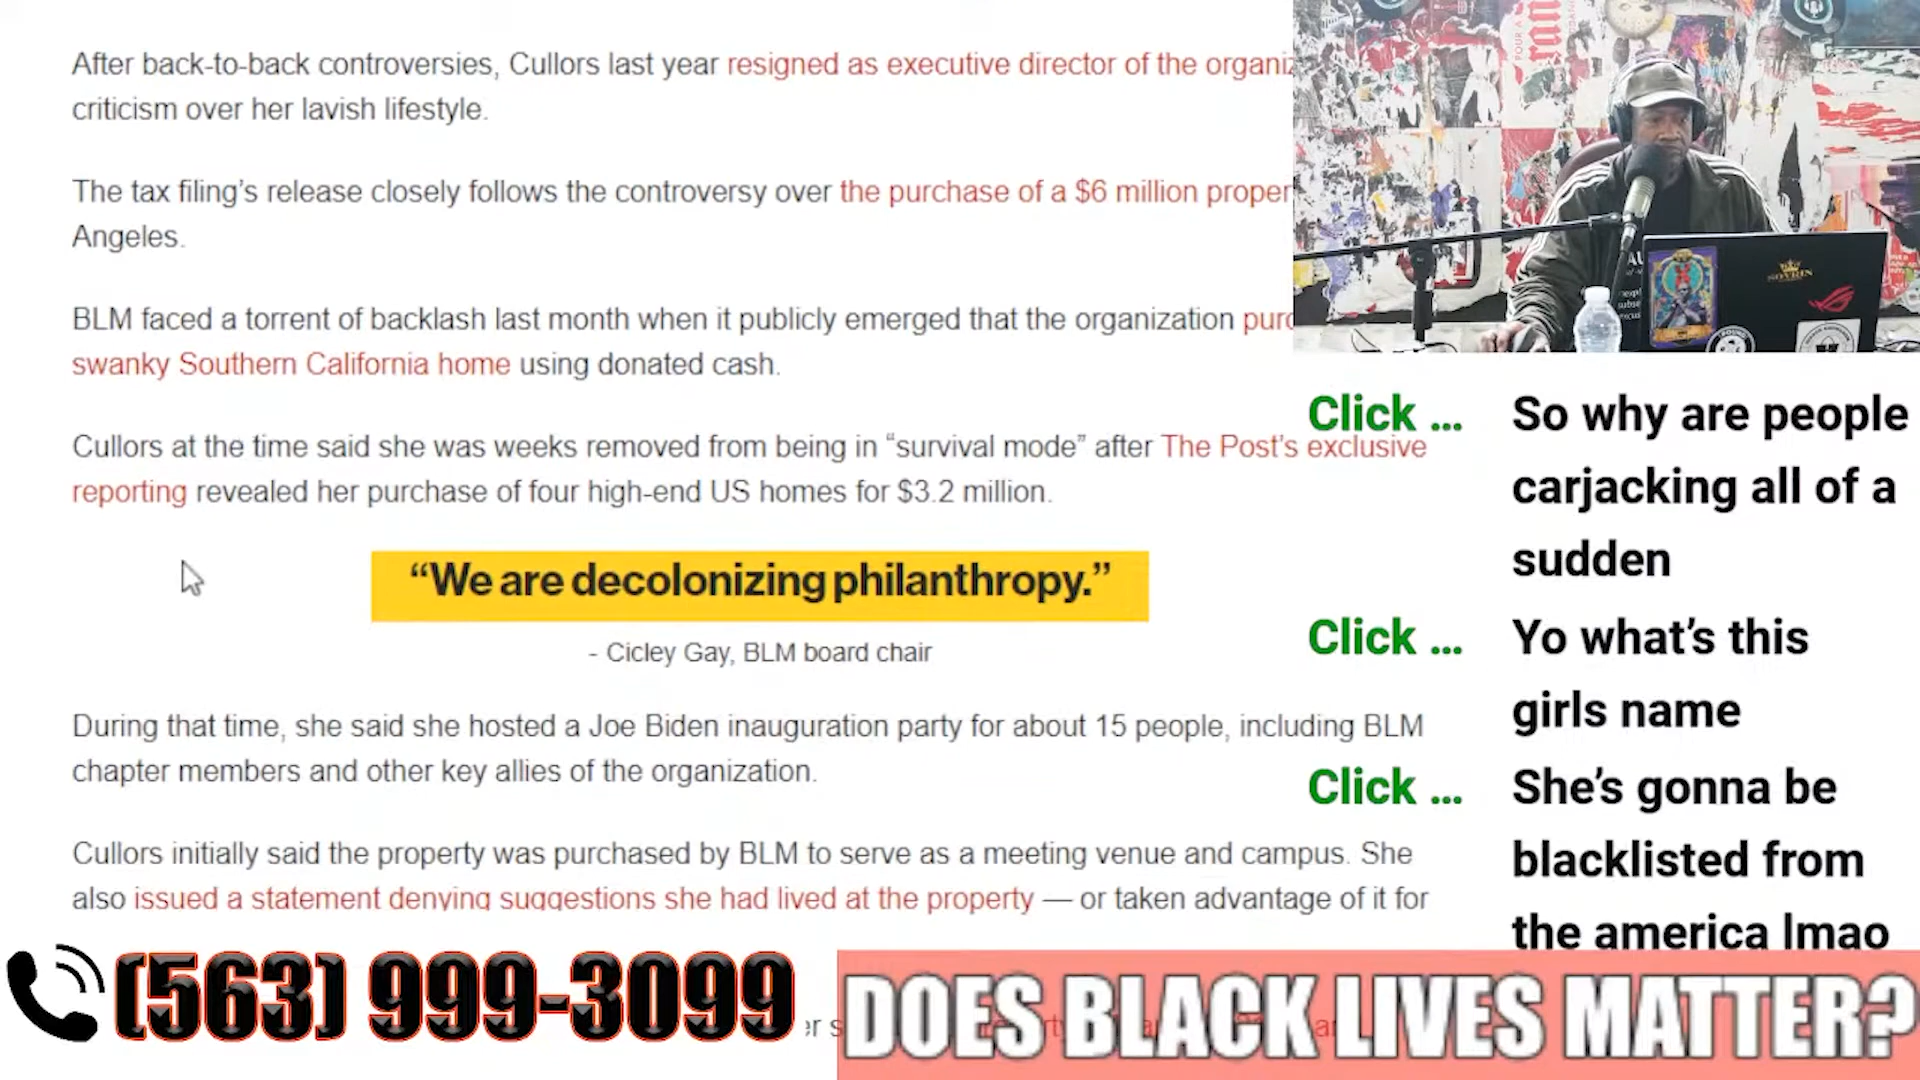 After back-to-back controversies, Cullors last year resigned as executive director of the
criticism over her lavish lifestyle.
The tax filing's release closely follows the controversy over the purchase of a $6 million
Angeles.
BLM faced a torrent of backlash last month when it publicly emerged that the organization
swanky Southern California home using donated cash.
Cullors at the time said she was weeks removed from being in “survival mode” after The Post's exclusive
reporting revealed her purchase of four high-end US homes for $3.2 million.
“We are decolonizing philanthropy.”
- Cicley Gay, BLM board chair
During that time, she said she hosted a Joe Biden inauguration party for about 15 people, including BLM
chapter members and other key allies of the organization.
Cullors initially said the property was purchased by BLM to serve as a meeting venue and campus. She
also issued a statement denying suggestions she had lived at the property — or taken advantage of it for
SOVRIN
Click ... So why are people
carjacking all of a
sudden
Click ... Yo what's this
girls name
Click ... She's gonna be
blacklisted from
the america lmao
(563) 999-3099
DOES BLACK LIVES MATTER?